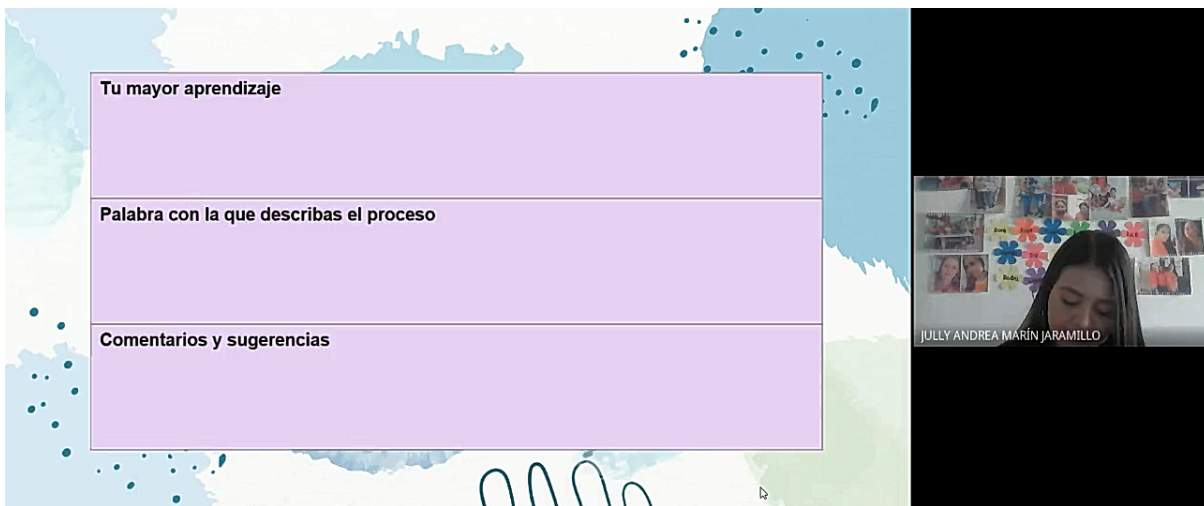 Tu mayor aprendizaje
Palabra con la que describas el proceso
Comentarios y sugerencias
JULLY ANDREA MARÍN JARAMILLO